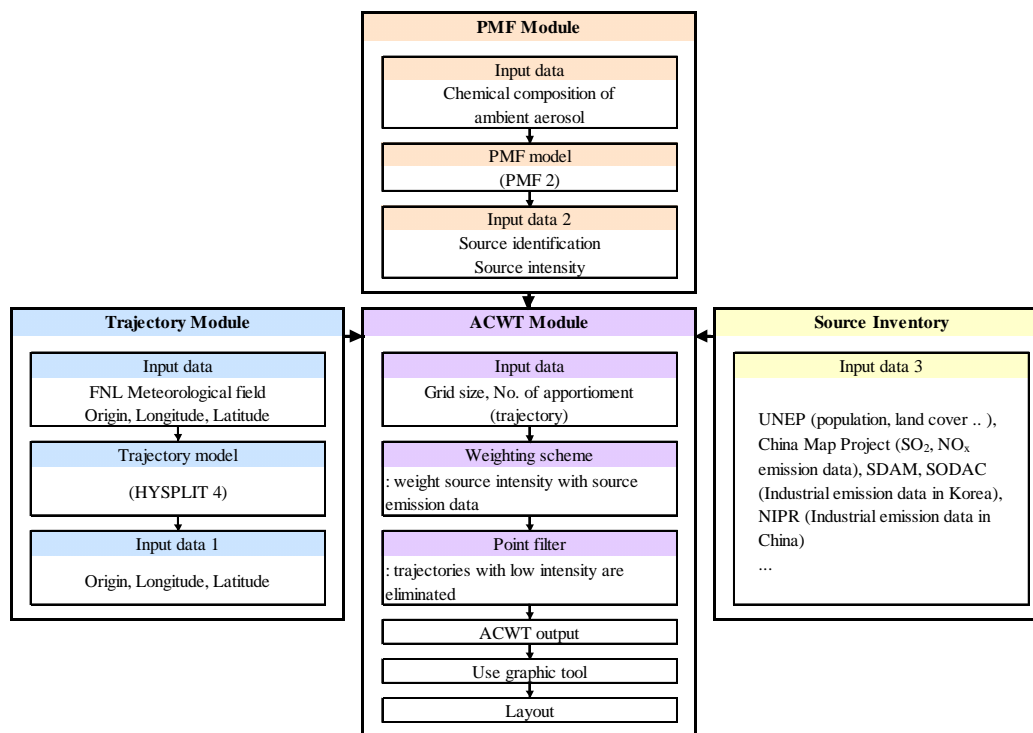 PMF Module
Input data
Chemical composition of
ambient aerosol
PMF model
(PMF 2)
Input data 2
Source identification
Source intensity
Trajectory Module
Input data
FNL Meteorological field
Origin, Longitude, Latitude
Trajectory model
(HYSPLIT 4)
Input data 1
Origin, Longitude, Latitude
ACWT Module
Input data
Grid size, No. of apportioment
(trajectory)
Weighting scheme
: weight source intensity with source
emission data
Point filter
: trajectories with low intensity are
eliminated
ACWT output
Use graphic tool
Layout
Source Inventory
Input data 3
UNEP (population, land cover .. ),
China Map Project (SO₂, NOₓ
emission data), SDAM, SODAC
(Industrial emission data in Korea),
NIPR (Industrial emission data in
China)
...